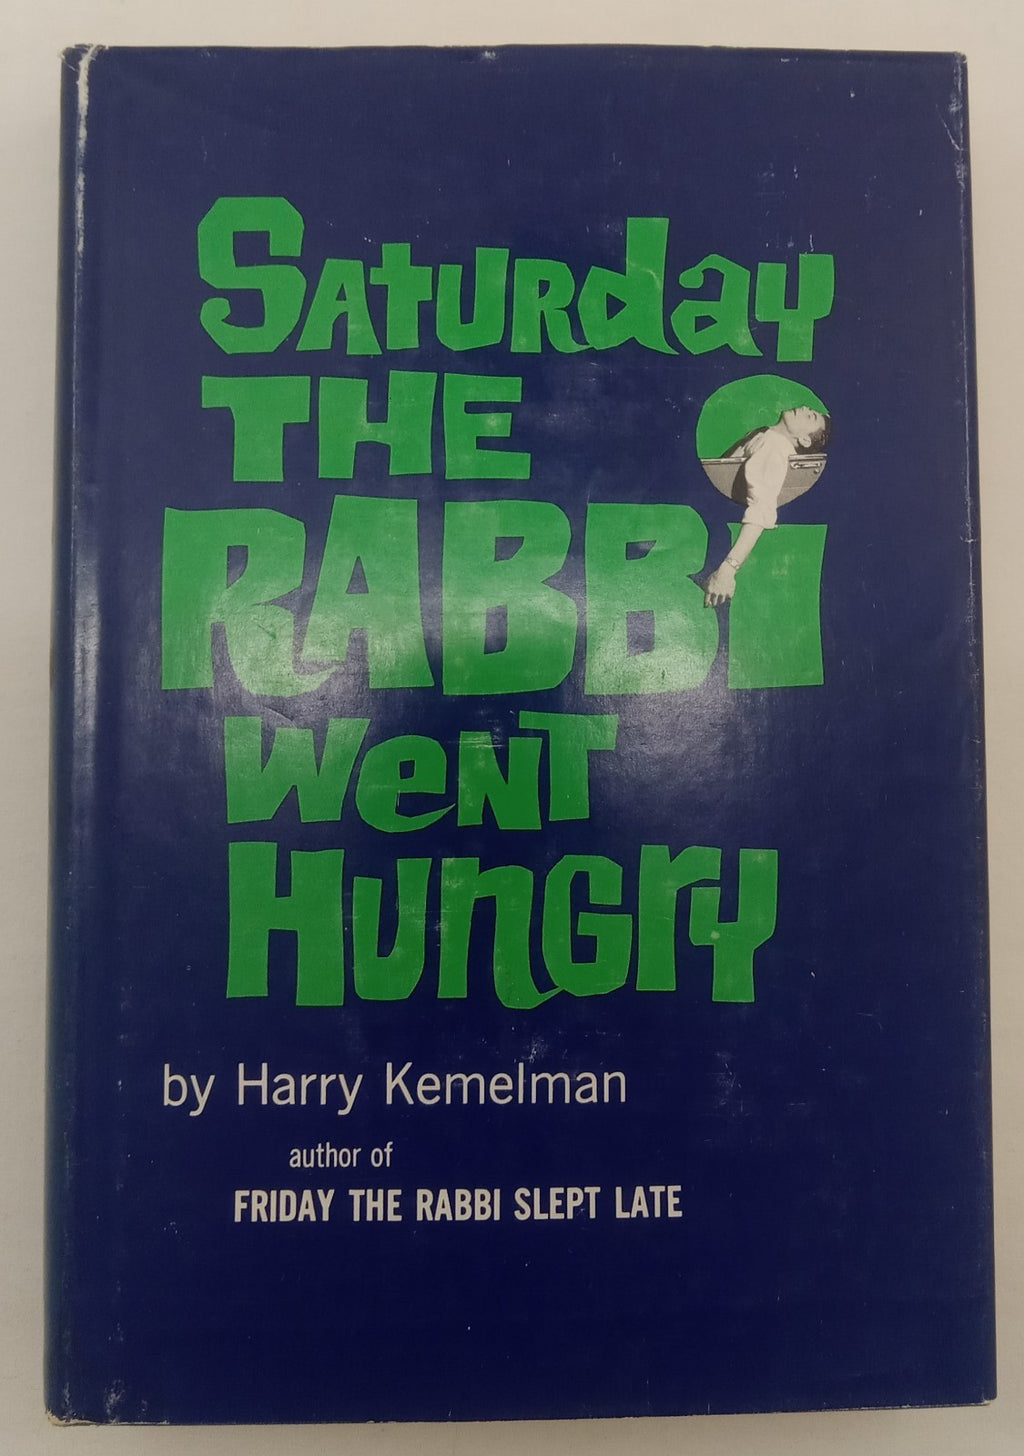 Saturday
THE
RABBi
WeNT
HUnGrY
by Harry Kemelman
author of
FRIDAY THE RABBI SLEPT LATE